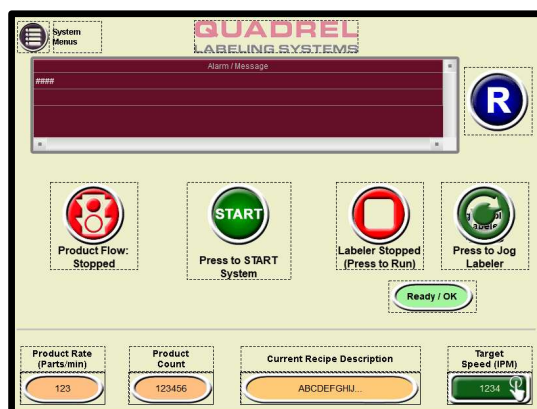 System
Menus
QUADREL
LABELING SYSTEMS
Alarm / Message
####
R
START
Product Flow:
Stopped
Press to START
System
Labeler Stopped
(Press to Run)
Press to Jog
Labeler
Ready / OK
Product Rate
(Parts/min)
Product
Count
Current Recipe Description
Target
Speed (IPM)
123
123456
ABCDEFGHIJ...
1234